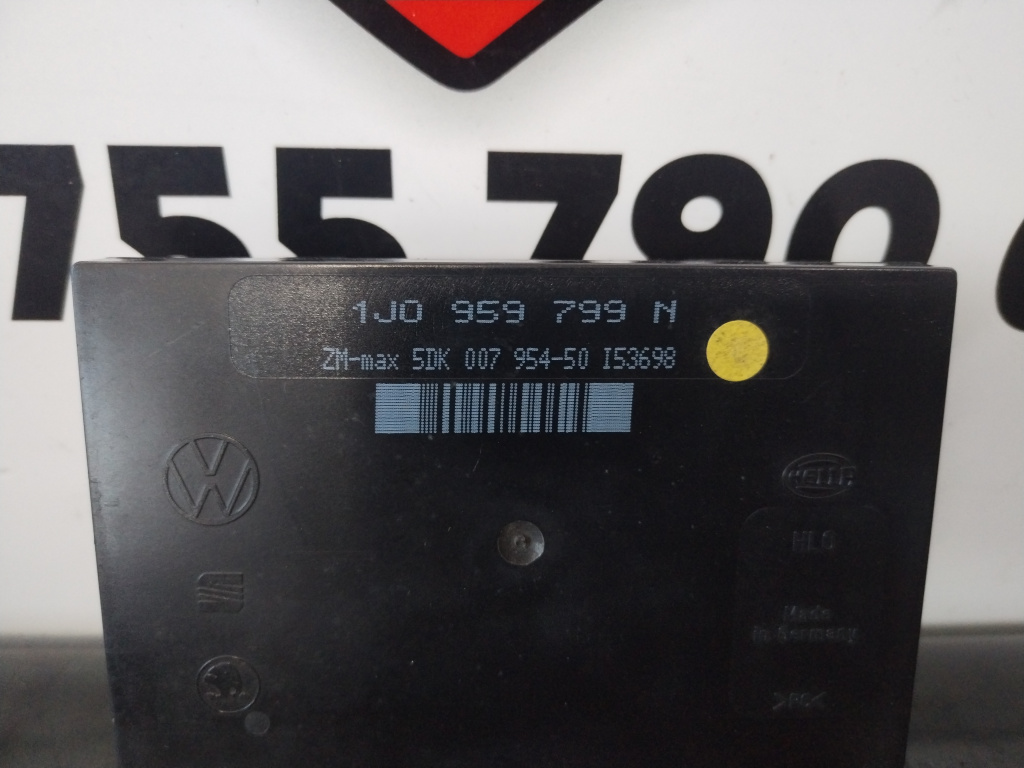 755 790
1J0 959 799 N
ZM-max 5DK 007 954-50 I53698
HELLA
Made
in Germany